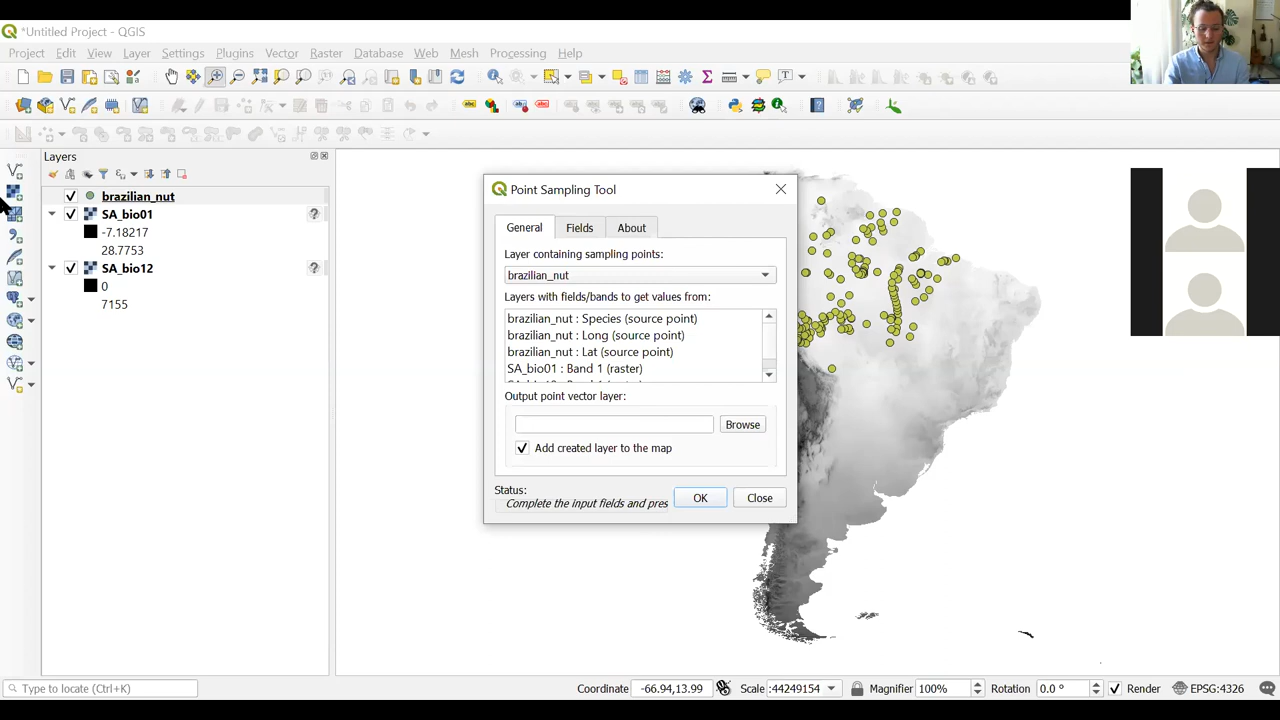 *Untitled Project - QGIS
Project Edit View Layer Settings Plugins Vector Raster Database Web Mesh Processing Help
Layers
brazilian_nut
SA_bio01
-7.18217
28.7753
SA_bio12
0
7155
Point Sampling Tool
General Fields About
Layer containing sampling points:
brazilian_nut
Layers with fields/bands to get values from:
brazilian_nut : Species (source point)
brazilian_nut : Long (source point)
brazilian_nut : Lat (source point)
SA_bio01 : Band 1 (raster)
Output point vector layer:
Browse
Add created layer to the map
Status:
Complete the input fields and pres
OK Close
Type to locate (Ctrl+K) Coordinate -66.94,13.99 Scale :44249154 Magnifier 100% Rotation 0.0 ° Render EPSG:4326